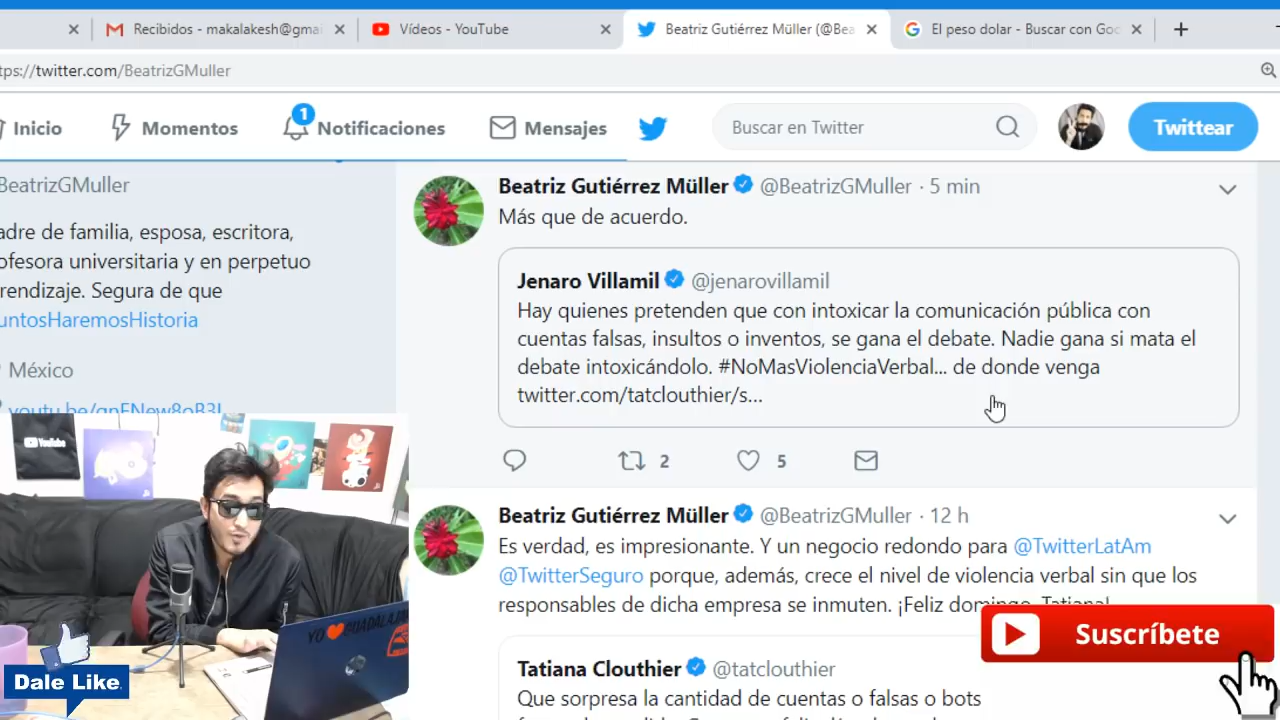 Recibidos - makalakesh@gmai
Vídeos - YouTube
Beatriz Gutiérrez Müller (@Bea
El peso dolar - Buscar con Goo
tps://twitter.com/BeatrizGMuller
Inicio
Momentos
1
Notificaciones
Mensajes
Buscar en Twitter
Twittear
BeatrizGMuller
adre de familia, esposa, escritora,
ofesora universitaria y en perpetuo
rendizaje. Segura de que
untosHaremosHistoria
México
Beatriz Gutiérrez Müller @BeatrizGMuller · 5 min
Más que de acuerdo.
Jenaro Villamil @jenarovillamil
Hay quienes pretenden que con intoxicar la comunicación pública con
cuentas falsas, insultos o inventos, se gana el debate. Nadie gana si mata el
debate intoxicándolo. #NoMasViolenciaVerbal... de donde venga
twitter.com/tatclouthier/s...
2
5
Beatriz Gutiérrez Müller @BeatrizGMuller · 12 h
Es verdad, es impresionante. Y un negocio redondo para @TwitterLatAm
@TwitterSeguro porque, además, crece el nivel de violencia verbal sin que los
responsables de dicha empresa se inmuten. ¡Feliz domingo, Tatiana!
Tatiana Clouthier @tatclouthier
Que sorpresa la cantidad de cuentas o falsas o bots
YouTube
YO GUADALAJARA
Dale Like.
Suscríbete